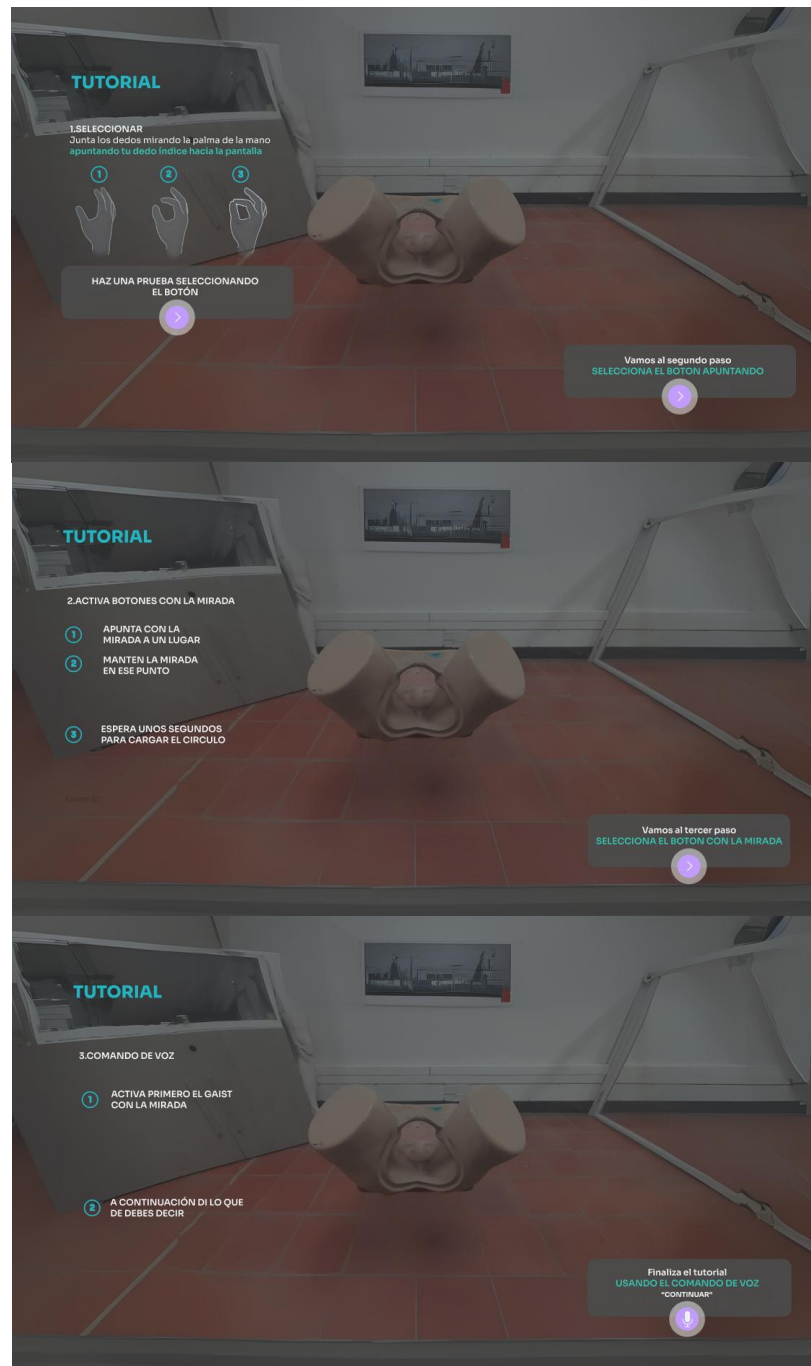 TUTORIAL
1.SELECCIONAR
Junta los dedos mirando la palma de la mano
apuntando tu dedo índice hacia la pantalla
1 2 3
HAZ UNA PRUEBA SELECCIONANDO
EL BOTÓN
Vamos al segundo paso
SELECCIONA EL BOTON APUNTANDO
TUTORIAL
2.ACTIVA BOTONES CON LA MIRADA
1 APUNTA CON LA
MIRADA A UN LUGAR
2 MANTEN LA MIRADA
EN ESE PUNTO
3 ESPERA UNOS SEGUNDOS
PARA CARGAR EL CIRCULO
Vamos al tercer paso
SELECCIONA EL BOTON CON LA MIRADA
TUTORIAL
3.COMANDO DE VOZ
1 ACTIVA PRIMERO EL GAIST
CON LA MIRADA
2 A CONTINUACIÓN DI LO QUE
DE DEBES DECIR
Finaliza el tutorial
USANDO EL COMANDO DE VOZ
"CONTINUAR"